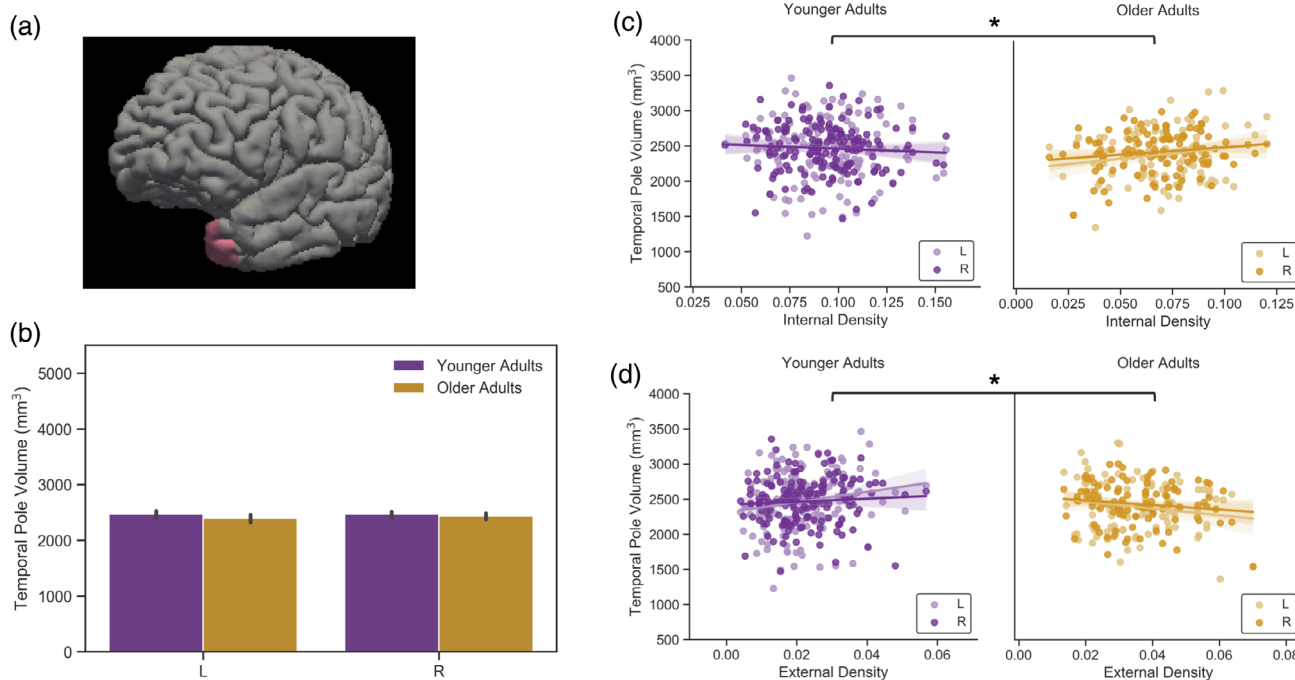 (a)
(b)
Temporal Pole Volume (mm³)
5000
4000
3000
2000
1000
0
L
R
Younger Adults
Older Adults
(c)
Younger Adults
Older Adults
*
Temporal Pole Volume (mm³)
4000
3500
3000
2500
2000
1500
1000
500
L
R
L
R
0.025 0.050 0.075 0.100 0.125 0.150
0.000 0.025 0.050 0.075 0.100 0.125
Internal Density
Internal Density
(d)
Younger Adults
Older Adults
*
Temporal Pole Volume (mm³)
4000
3500
3000
2500
2000
1500
1000
500
L
R
L
R
0.00 0.02 0.04 0.06
0.00 0.02 0.04 0.06 0.08
External Density
External Density